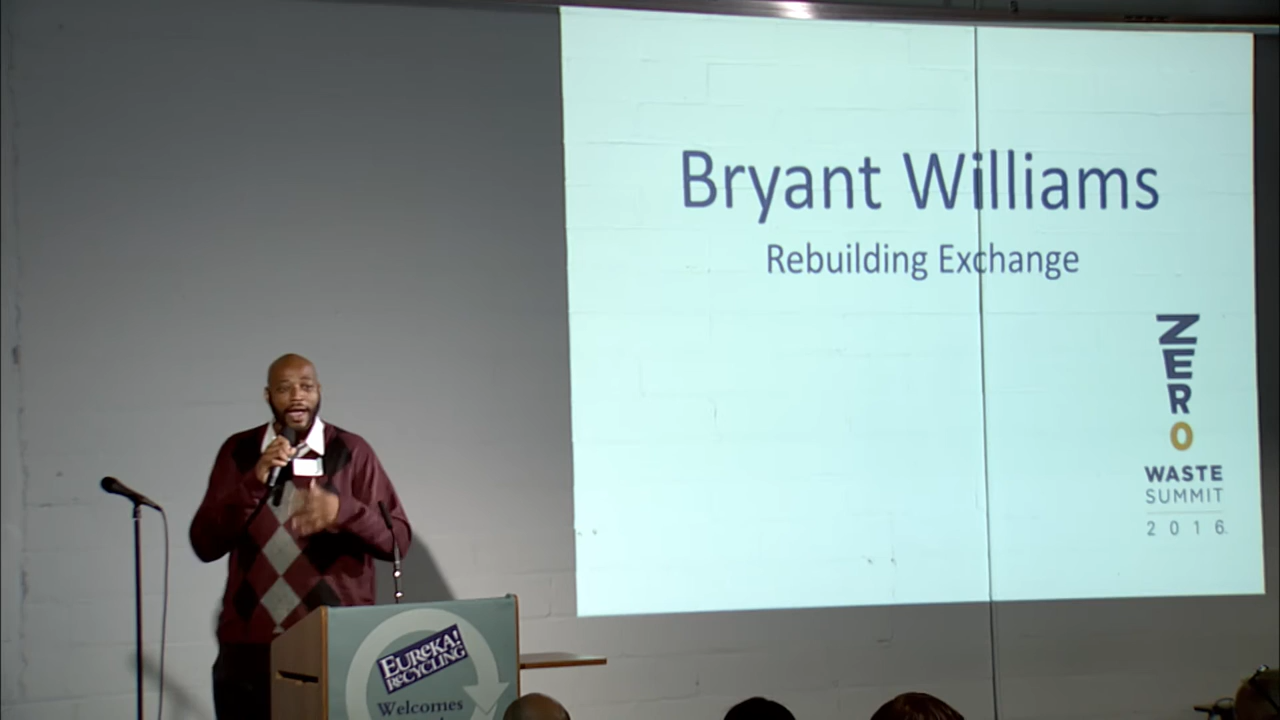 Bryant Williams
Rebuilding Exchange
ZERO
WASTE
SUMMIT
2016
EUREKA!
RECYCLING
Welcomes